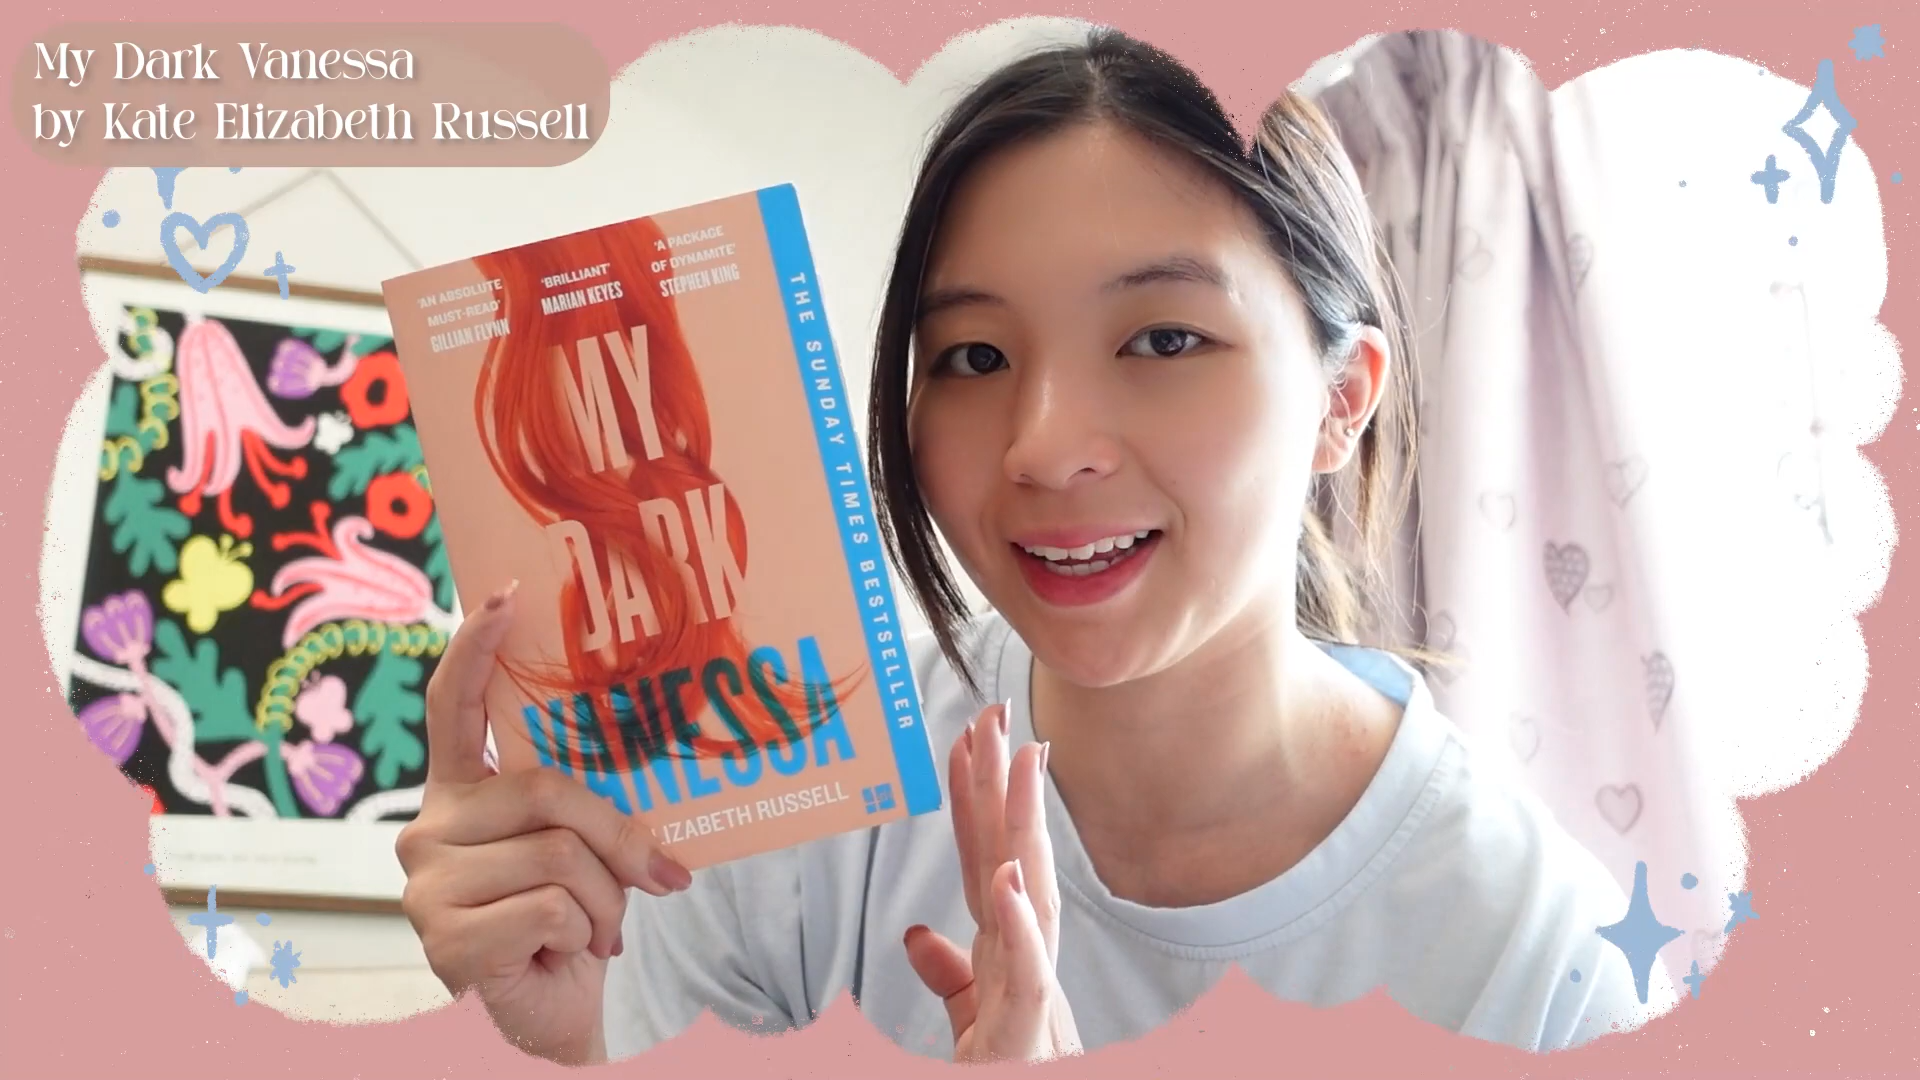 My Dark Vanessa
by Kate Elizabeth Russell
'AN ABSOLUTE
MUST-READ'
GILLIAN FLYNN
'BRILLIANT'
MARIAN KEYES
'A PACKAGE
OF DYNAMITE'
STEPHEN KING
MY
DARK
VANESSA
LIZABETH RUSSELL
THE SUNDAY TIMES BESTSELLER